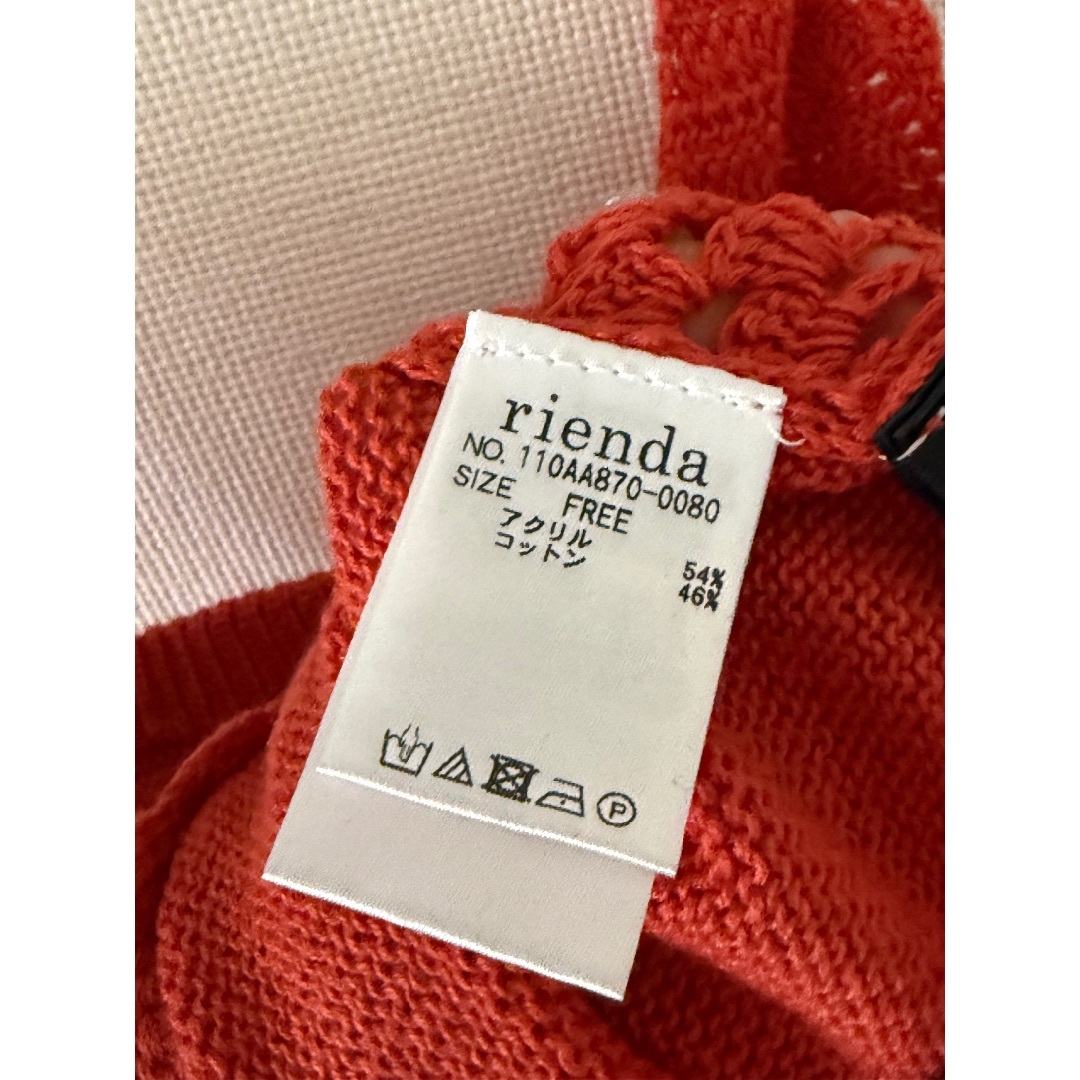 rienda
NO. 110AA870-0080
SIZE FREE
アクリル 54%
コットン 46%
P